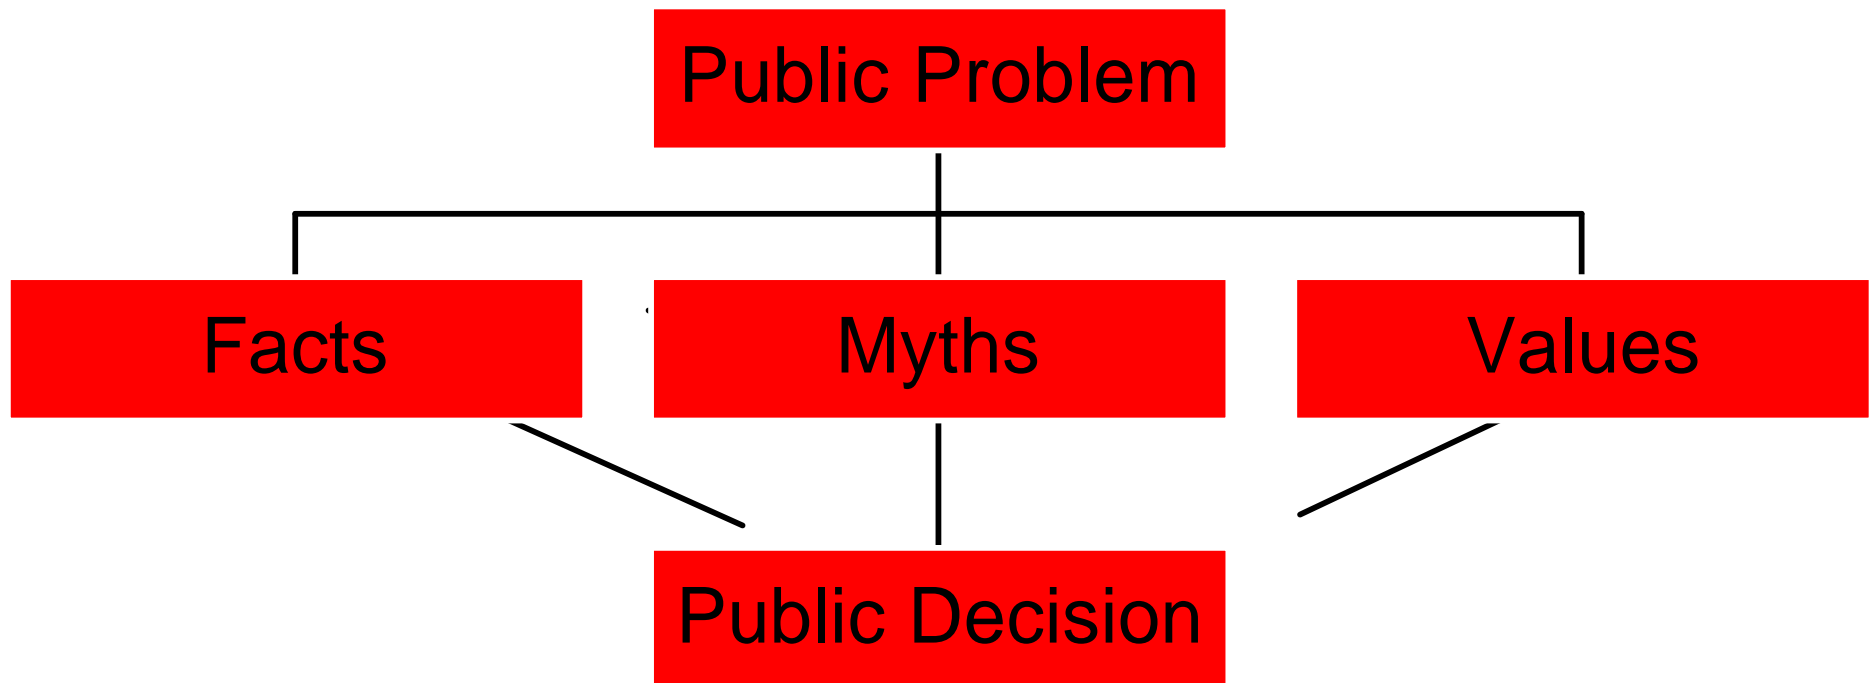 Public Problem
Facts
Myths
Values
Public Decision